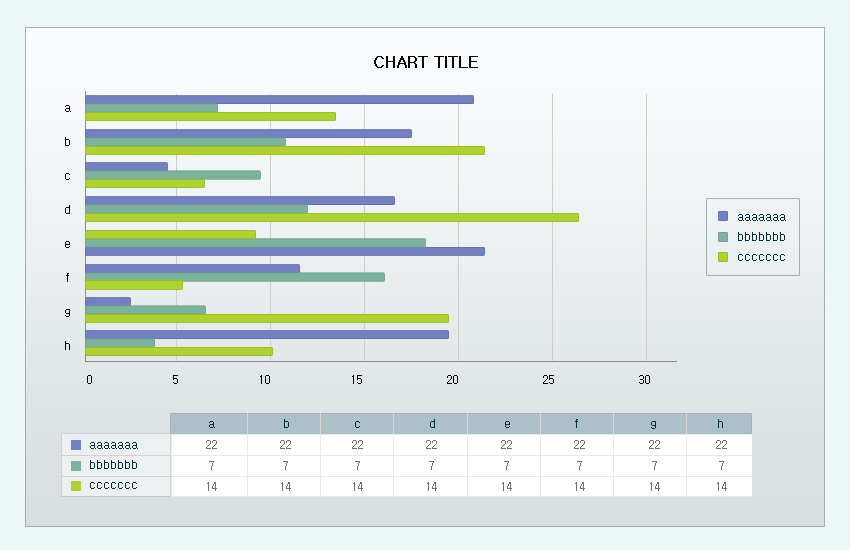 CHART TITLE
a
b
c
d
e
f
g
h
0 5 10 15 20 25 30
aaaaaaa
bbbbbbb
ccccccc
a b c d e f g h
aaaaaaa 22 22 22 22 22 22 22 22
bbbbbbb 7 7 7 7 7 7 7 7
ccccccc 14 14 14 14 14 14 14 14